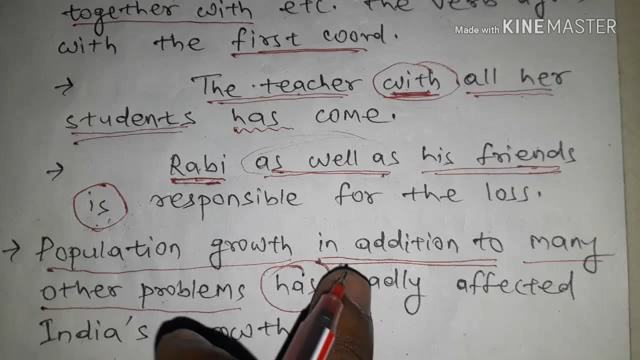 together with etc. the verb ag
with the first coord.
Made with KINEMASTER
→ The teacher with all her
students has come.
→ Rabi as well as his friends
is responsible for the loss.
→ Population growth in addition to many
other problems has adly affected
India's